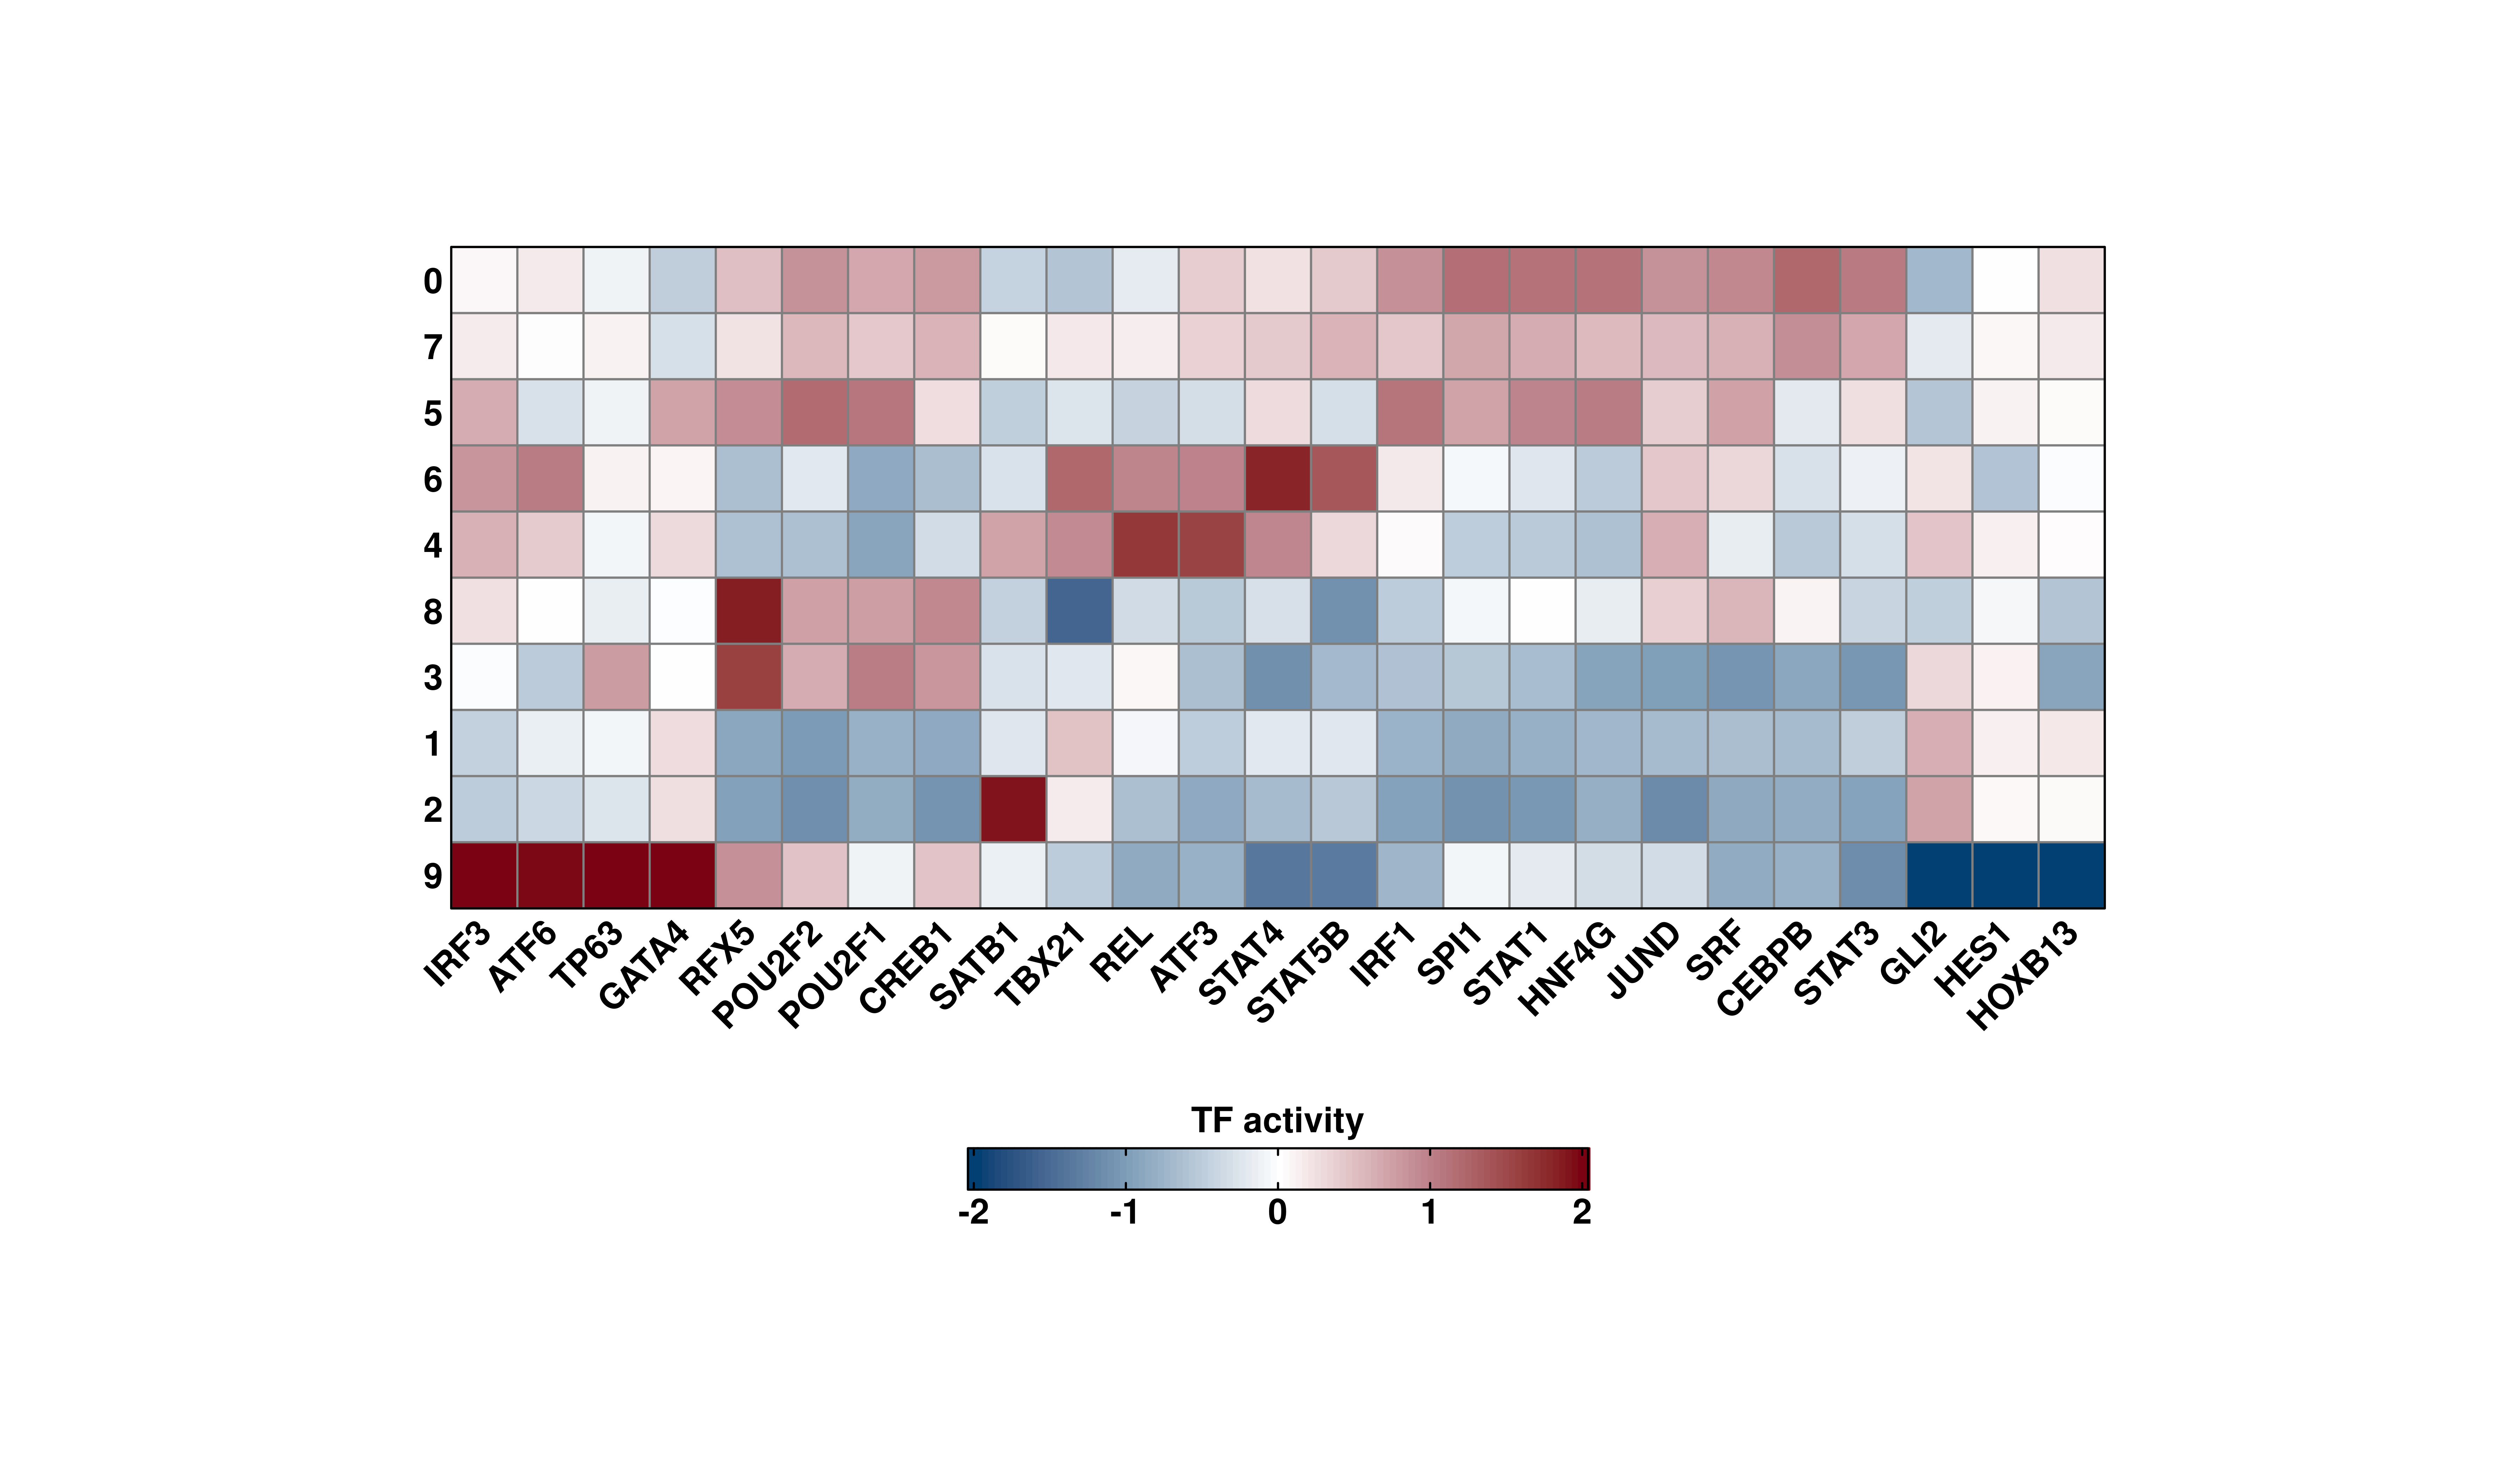 0
7
5
6
4
8
3
1
2
9
IRF3
ATF6
TP63
GATA4
RFX5
POU2F2
POU2F1
CREB1
SATB1
TBX21
REL
ATF3
STAT4
STAT5B
IRF1
SPI1
STAT1
HNF4G
JUND
SRF
CEBPB
STAT3
GLI2
HES1
HOXB13
TF activity
-2 -1 0 1 2